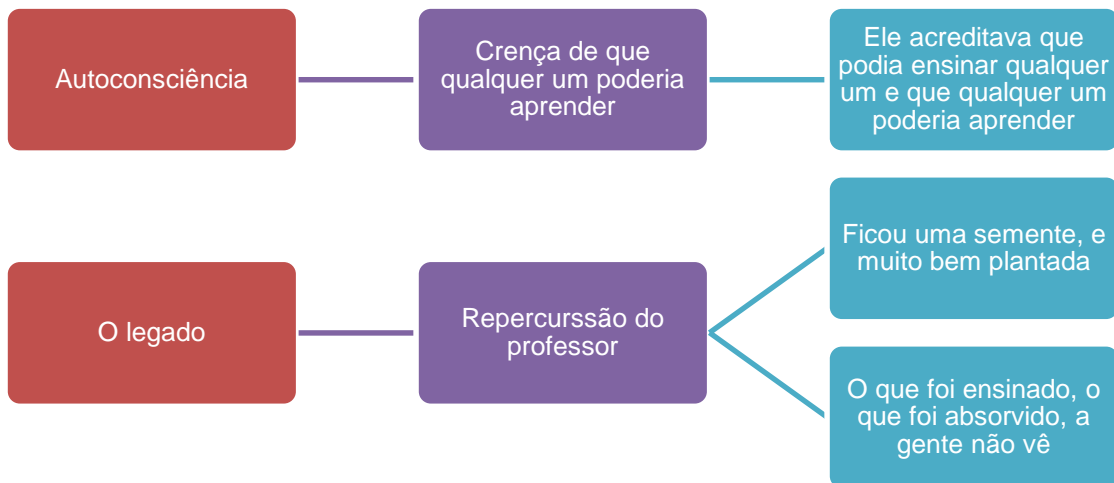 Autoconsciência
Crença de que
qualquer um poderia
aprender
Ele acreditava que
podia ensinar qualquer
um e que qualquer um
poderia aprender
O legado
Repercurssão do
professor
Ficou uma semente, e
muito bem plantada
O que foi ensinado, o
que foi absorvido, a
gente não vê